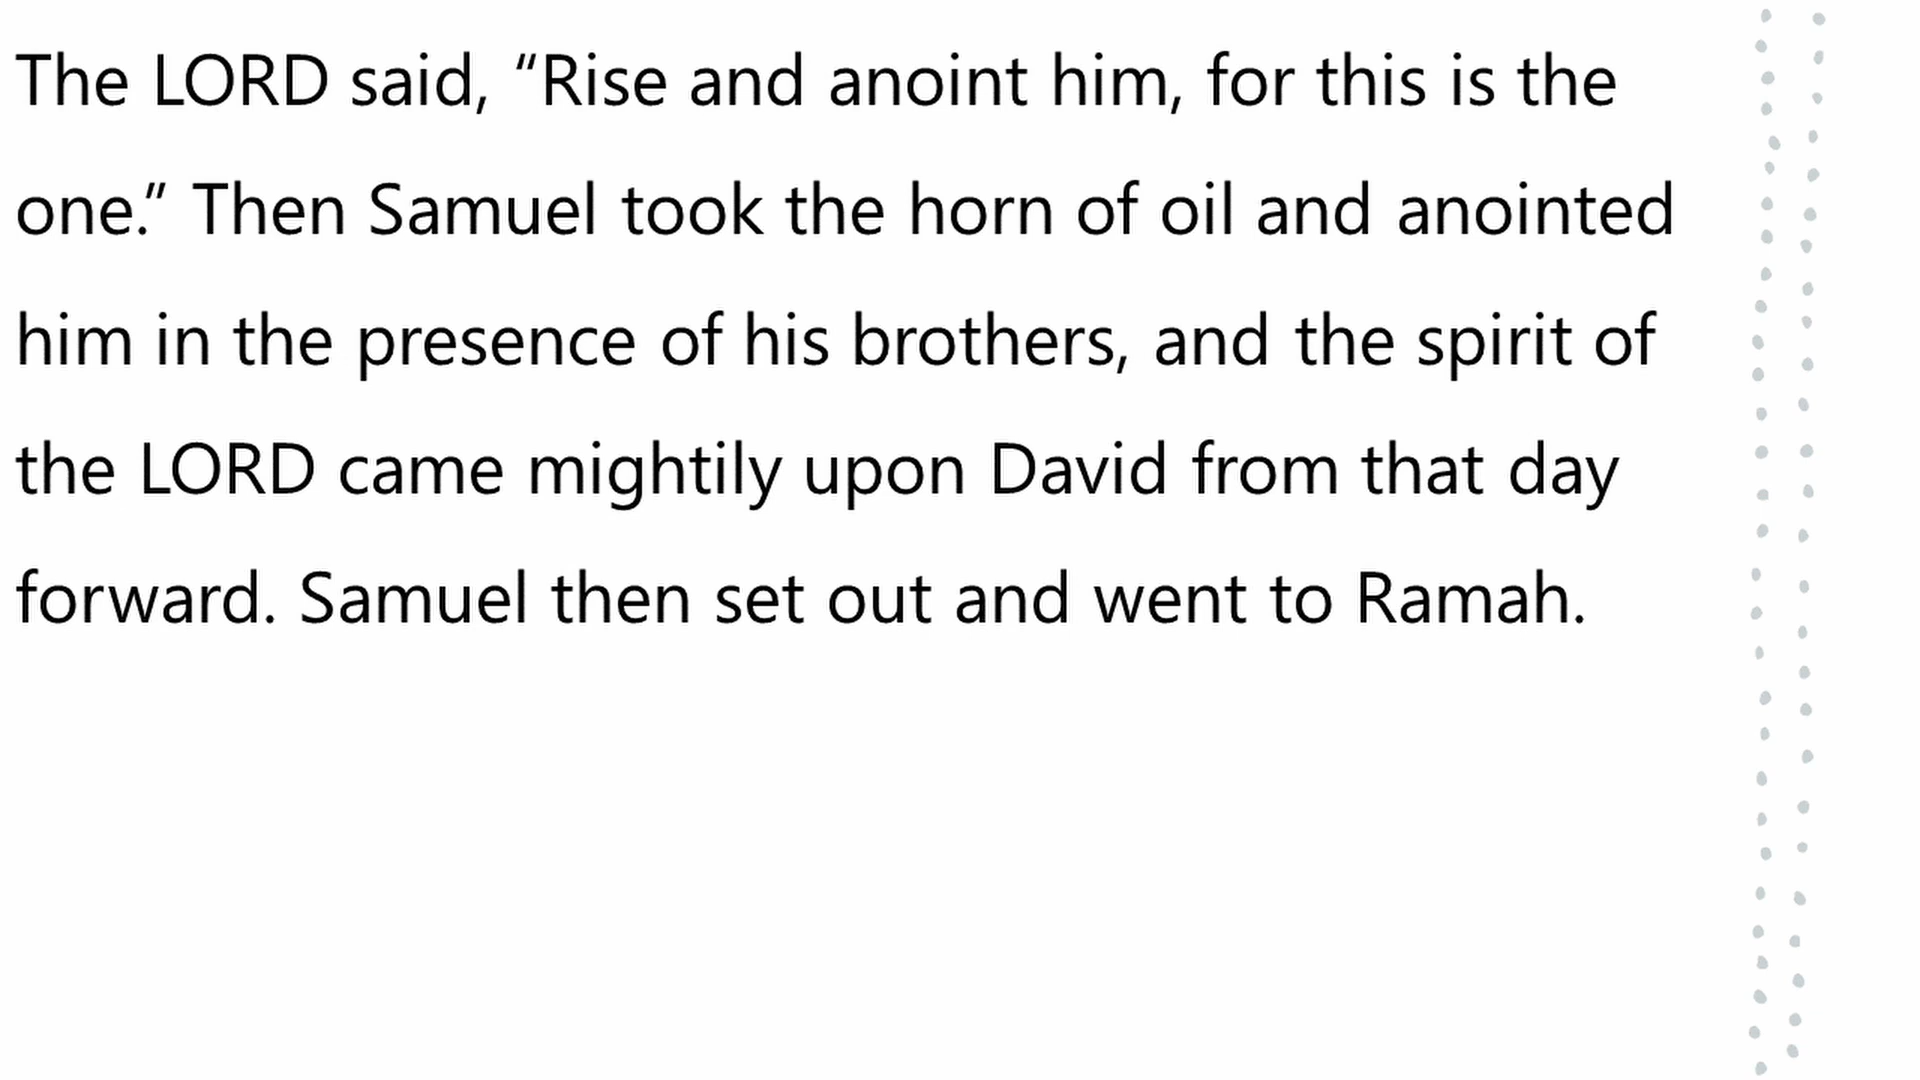 The LORD said, “Rise and anoint him, for this is the
one.” Then Samuel took the horn of oil and anointed
him in the presence of his brothers, and the spirit of
the LORD came mightily upon David from that day
forward. Samuel then set out and went to Ramah.